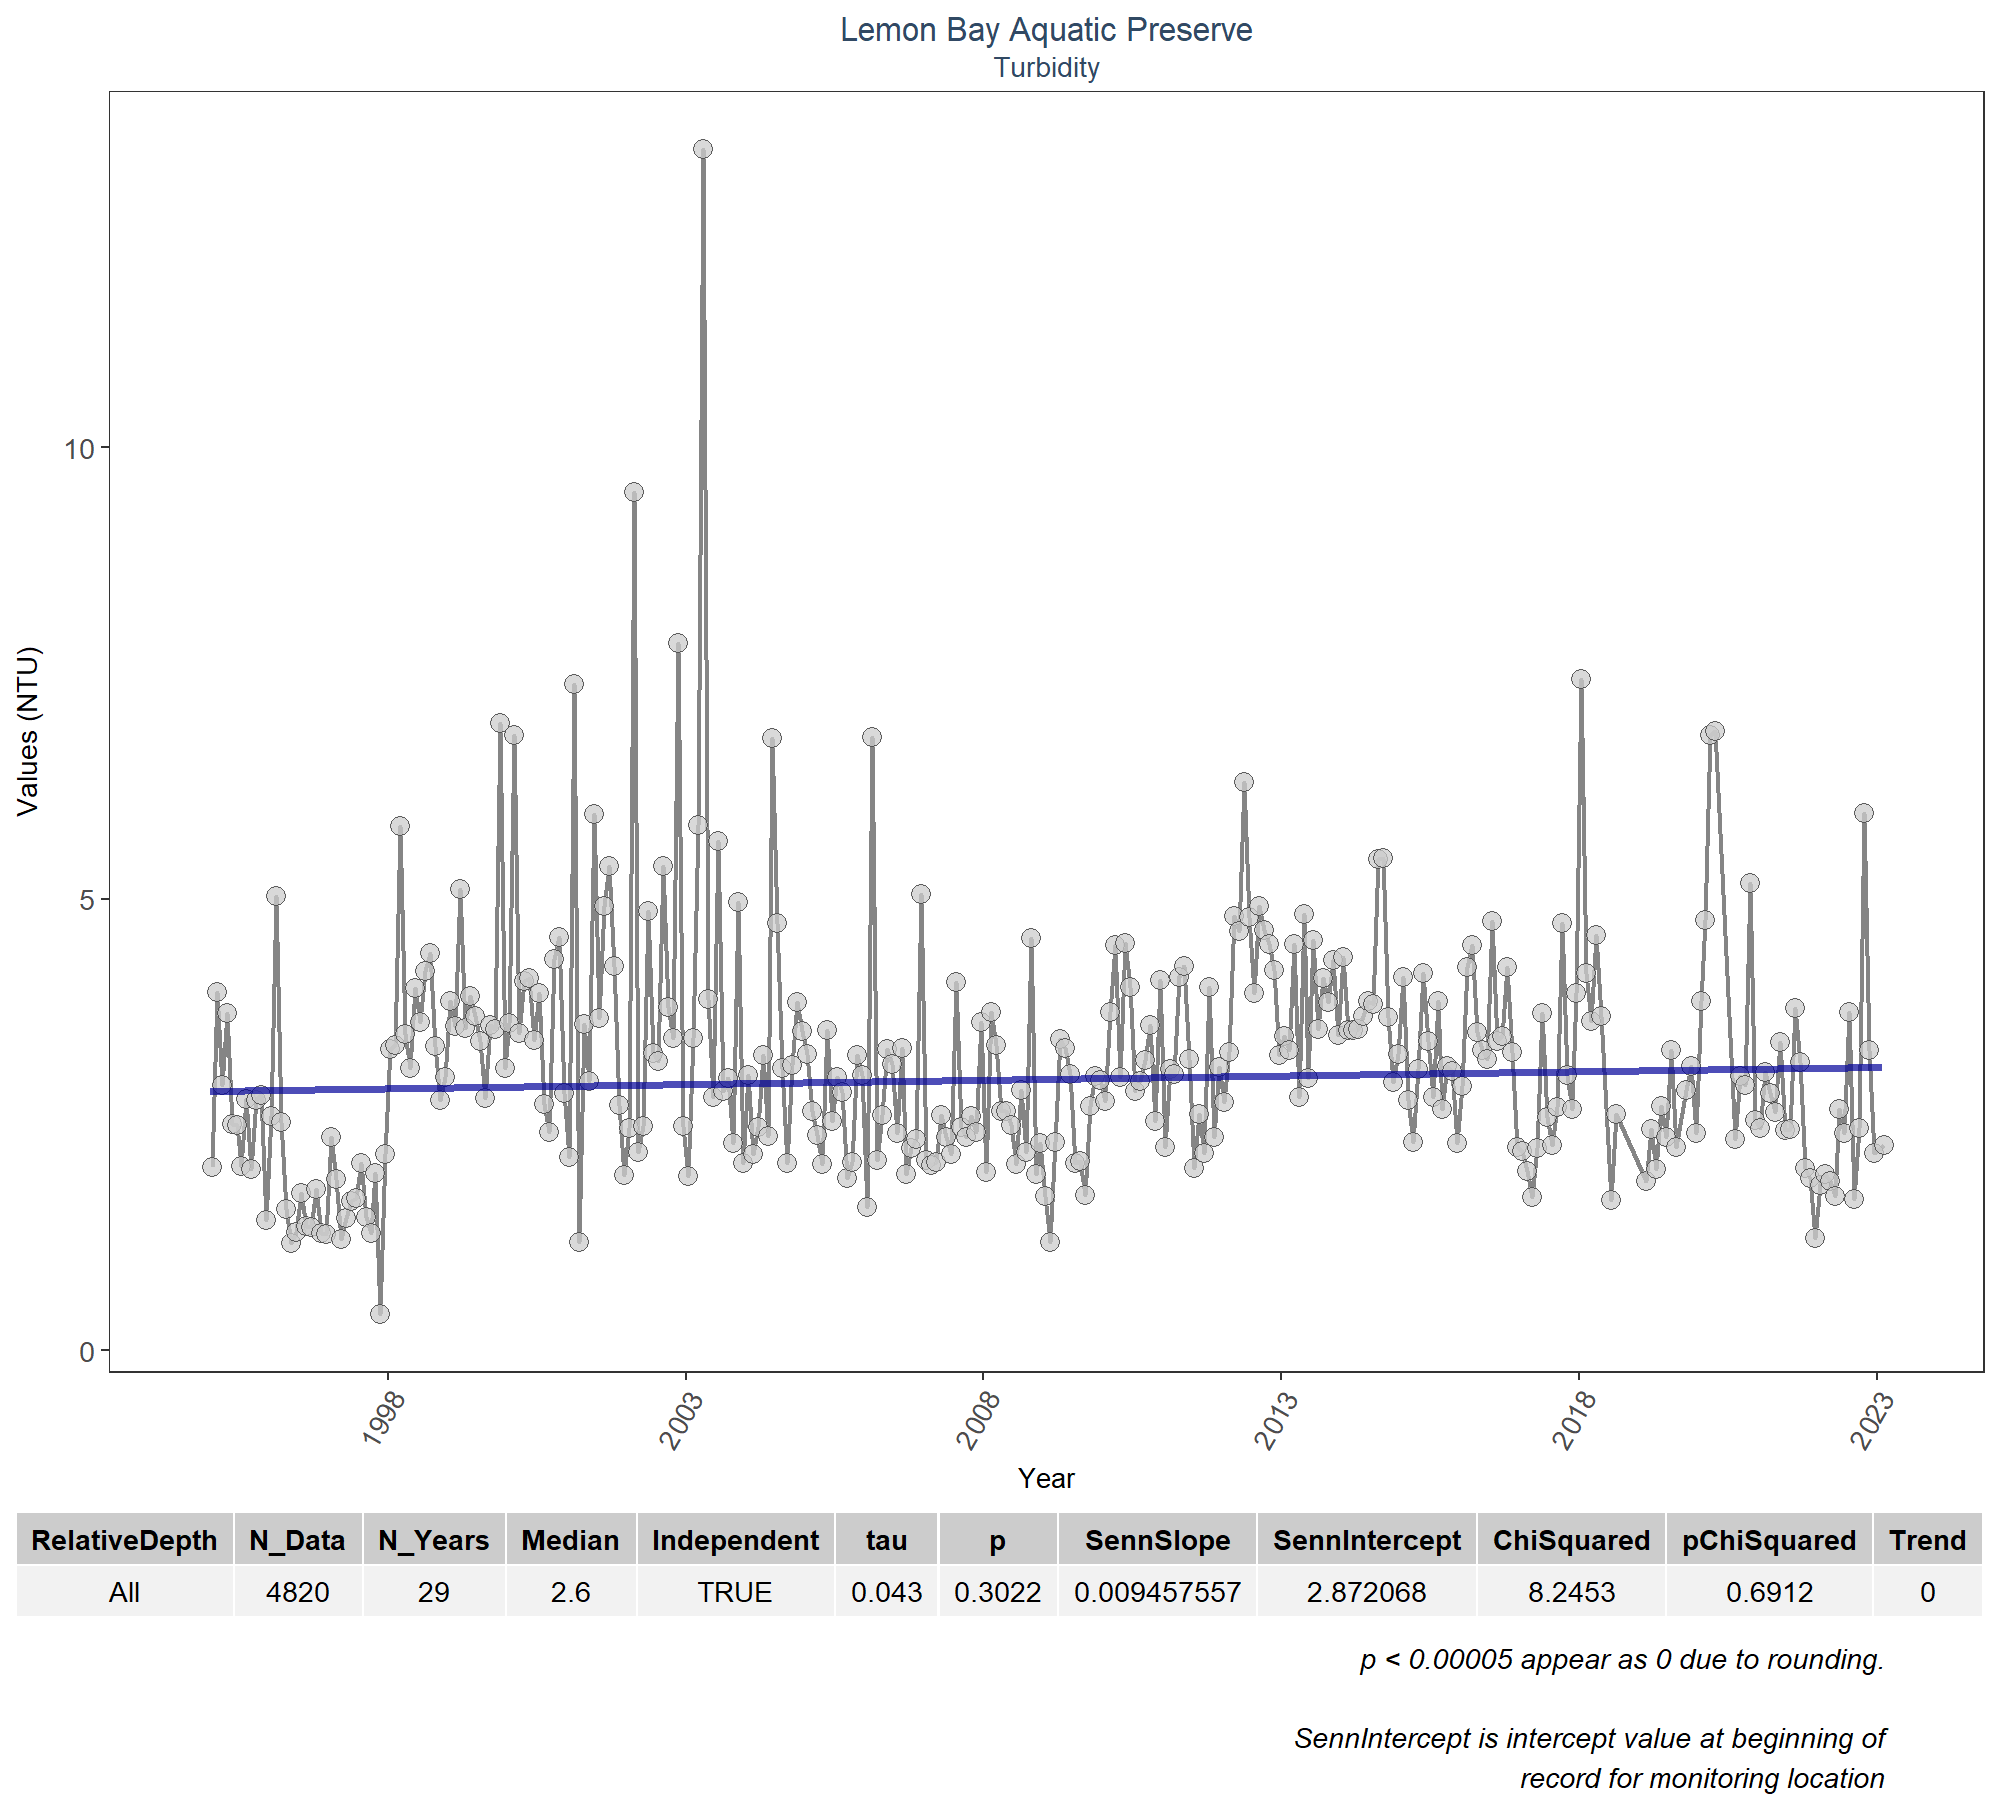 Lemon Bay Aquatic Preserve
Turbidity
Values (NTU)
10
5
0
1998 2003 2008 2013 2018 2023
Year
RelativeDepth N_Data N_Years Median Independent tau p SennSlope SennIntercept ChiSquared pChiSquared Trend
All 4820 29 2.6 TRUE 0.043 0.3022 0.009457557 2.872068 8.2453 0.6912 0
p < 0.00005 appear as 0 due to rounding.
SennIntercept is intercept value at beginning of
record for monitoring location